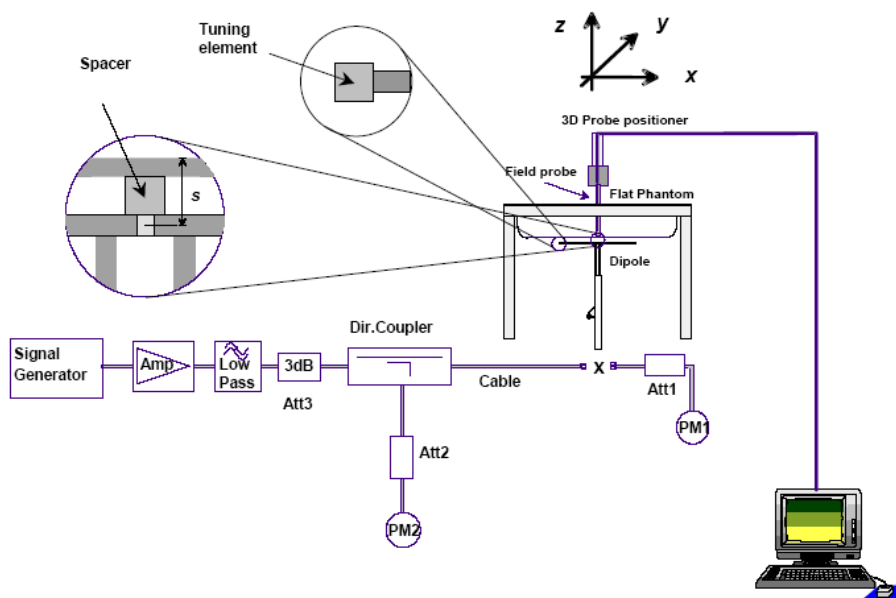 Tuning
element
Spacer
z
y
x
3D Probe positioner
Field probe
Flat Phantom
s
Dipole
Dir.Coupler
Signal
Generator
Amp
Low
Pass
3dB
Att3
Cable
X
Att1
PM1
Att2
PM2